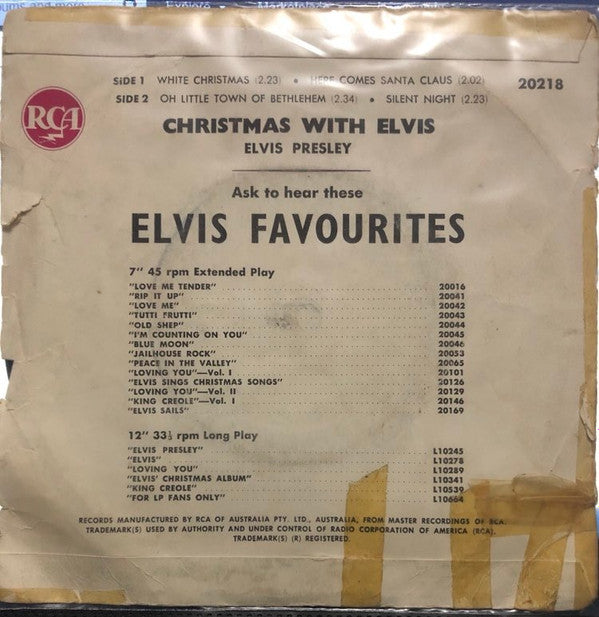 ums and more
Explore
Marketplace
SIDE 1 WHITE CHRISTMAS (2.23) • HERE COMES SANTA CLAUS (2.02)
20218
SIDE 2 OH LITTLE TOWN OF BETHLEHEM (2.34) • SILENT NIGHT (2.23)
RCA
CHRISTMAS WITH ELVIS
ELVIS PRESLEY
Ask to hear these
ELVIS FAVOURITES
7" 45 rpm Extended Play
"LOVE ME TENDER" 20016
"RIP IT UP" 20041
"LOVE ME" 20042
"TUTTI FRUTTI" 20043
"OLD SHEP" 20044
"I'M COUNTING ON YOU" 20045
"BLUE MOON" 20046
"JAILHOUSE ROCK" 20053
"PEACE IN THE VALLEY" 20065
"LOVING YOU"—Vol. I 20101
"ELVIS SINGS CHRISTMAS SONGS" 20126
"LOVING YOU"—Vol. II 20129
"KING CREOLE"—Vol. I 20146
"ELVIS SAILS" 20169
12" 33⅓ rpm Long Play
"ELVIS PRESLEY" L10245
"ELVIS" L10278
"LOVING YOU" L10289
"ELVIS' CHRISTMAS ALBUM" L10341
"KING CREOLE" L10539
"FOR LP FANS ONLY" L10664
RECORDS MANUFACTURED BY RCA OF AUSTRALIA PTY. LTD., AUSTRALIA, FROM MASTER RECORDINGS OF RCA.
TRADEMARK(S) USED BY AUTHORITY AND UNDER CONTROL OF RADIO CORPORATION OF AMERICA (RCA).
TRADEMARK(S) (R) REGISTERED.